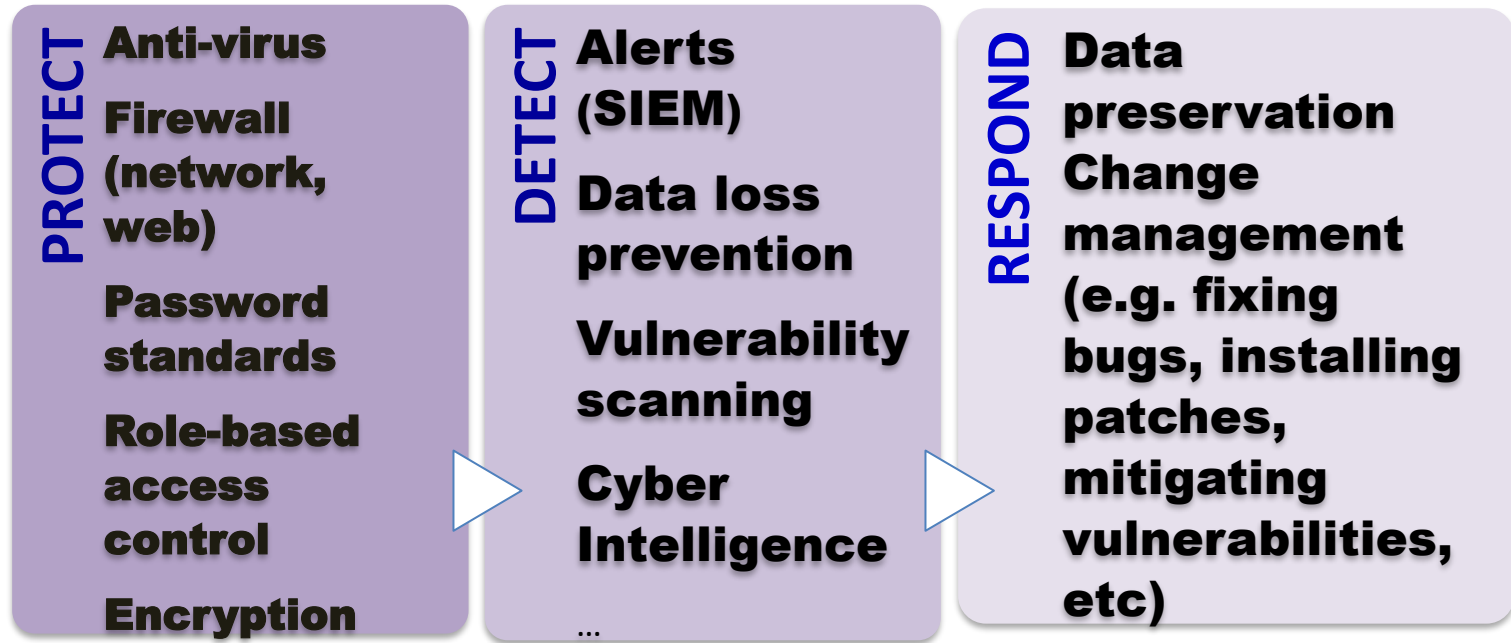 PROTECT
Anti-virus
Firewall
(network,
web)
Password
standards
Role-based
access
control
Encryption
DETECT
Alerts
(SIEM)
Data loss
prevention
Vulnerability
scanning
Cyber
Intelligence
...
RESPOND
Data
preservation
Change
management
(e.g. fixing
bugs, installing
patches,
mitigating
vulnerabilities,
etc)